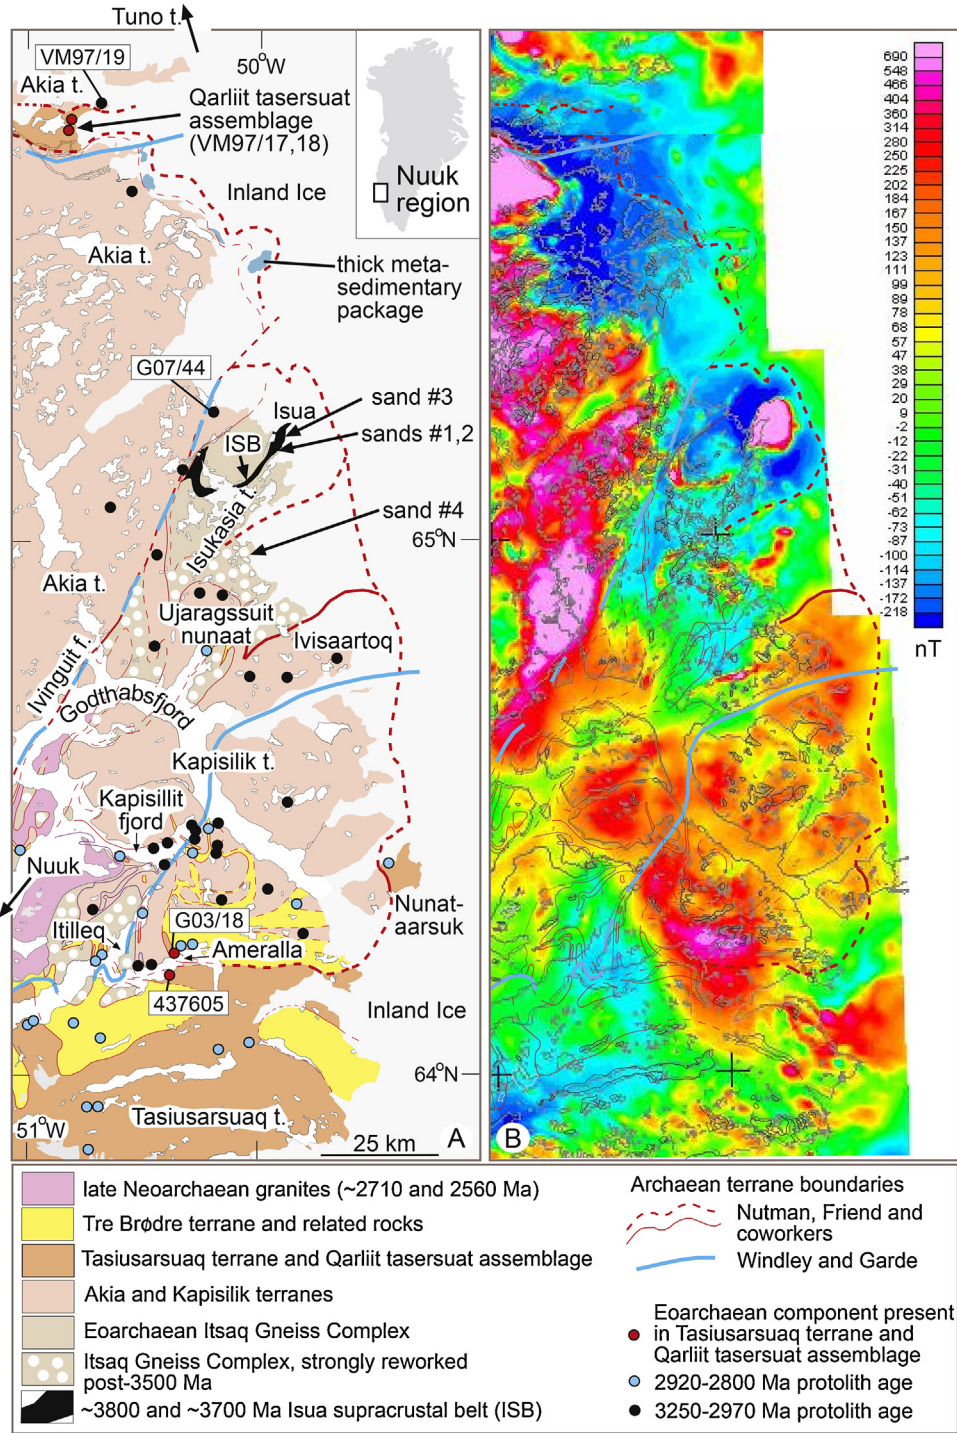 Tuno t.
VM97/19
Akia t.
50°W
Qarliit tasersuat
assemblage
(VM97/17,18)
Inland Ice
Nuuk
region
Akia t.
thick meta-
sedimentary
package
G07/44
Isua
sand #3
ISB
sands #1,2
Isukasia t.
sand #4
65°N
Akia t.
Ujaragssuit
nunaat
Ivisaartoq
Ivinguit f.
Godthabsfjord
Kapisilik t.
Kapisillit
fjord
Nuuk
Nunat-
aarsuk
G03/18
Itilleq
Ameralla
437605
Inland Ice
64°N
51°W
Tasiusarsuaq t.
25 km
A
B
690
548
466
404
360
314
280
250
225
202
184
167
150
137
123
111
99
89
78
68
57
47
38
29
20
9
-2
-12
-22
-31
-40
-51
-62
-73
-87
-100
-114
-137
-172
-218
nT
late Neoarchaean granites (~2710 and 2560 Ma)
Tre Brødre terrane and related rocks
Tasiusarsuaq terrane and Qarliit tasersuat assemblage
Akia and Kapisilik terranes
Eoarchaean Itsaq Gneiss Complex
Itsaq Gneiss Complex, strongly reworked
post-3500 Ma
~3800 and ~3700 Ma Isua supracrustal belt (ISB)
Archaean terrane boundaries
Nutman, Friend and
coworkers
Windley and Garde
Eoarchaean component present
in Tasiusarsuaq terrane and
Qarliit tasersuat assemblage
2920-2800 Ma protolith age
3250-2970 Ma protolith age